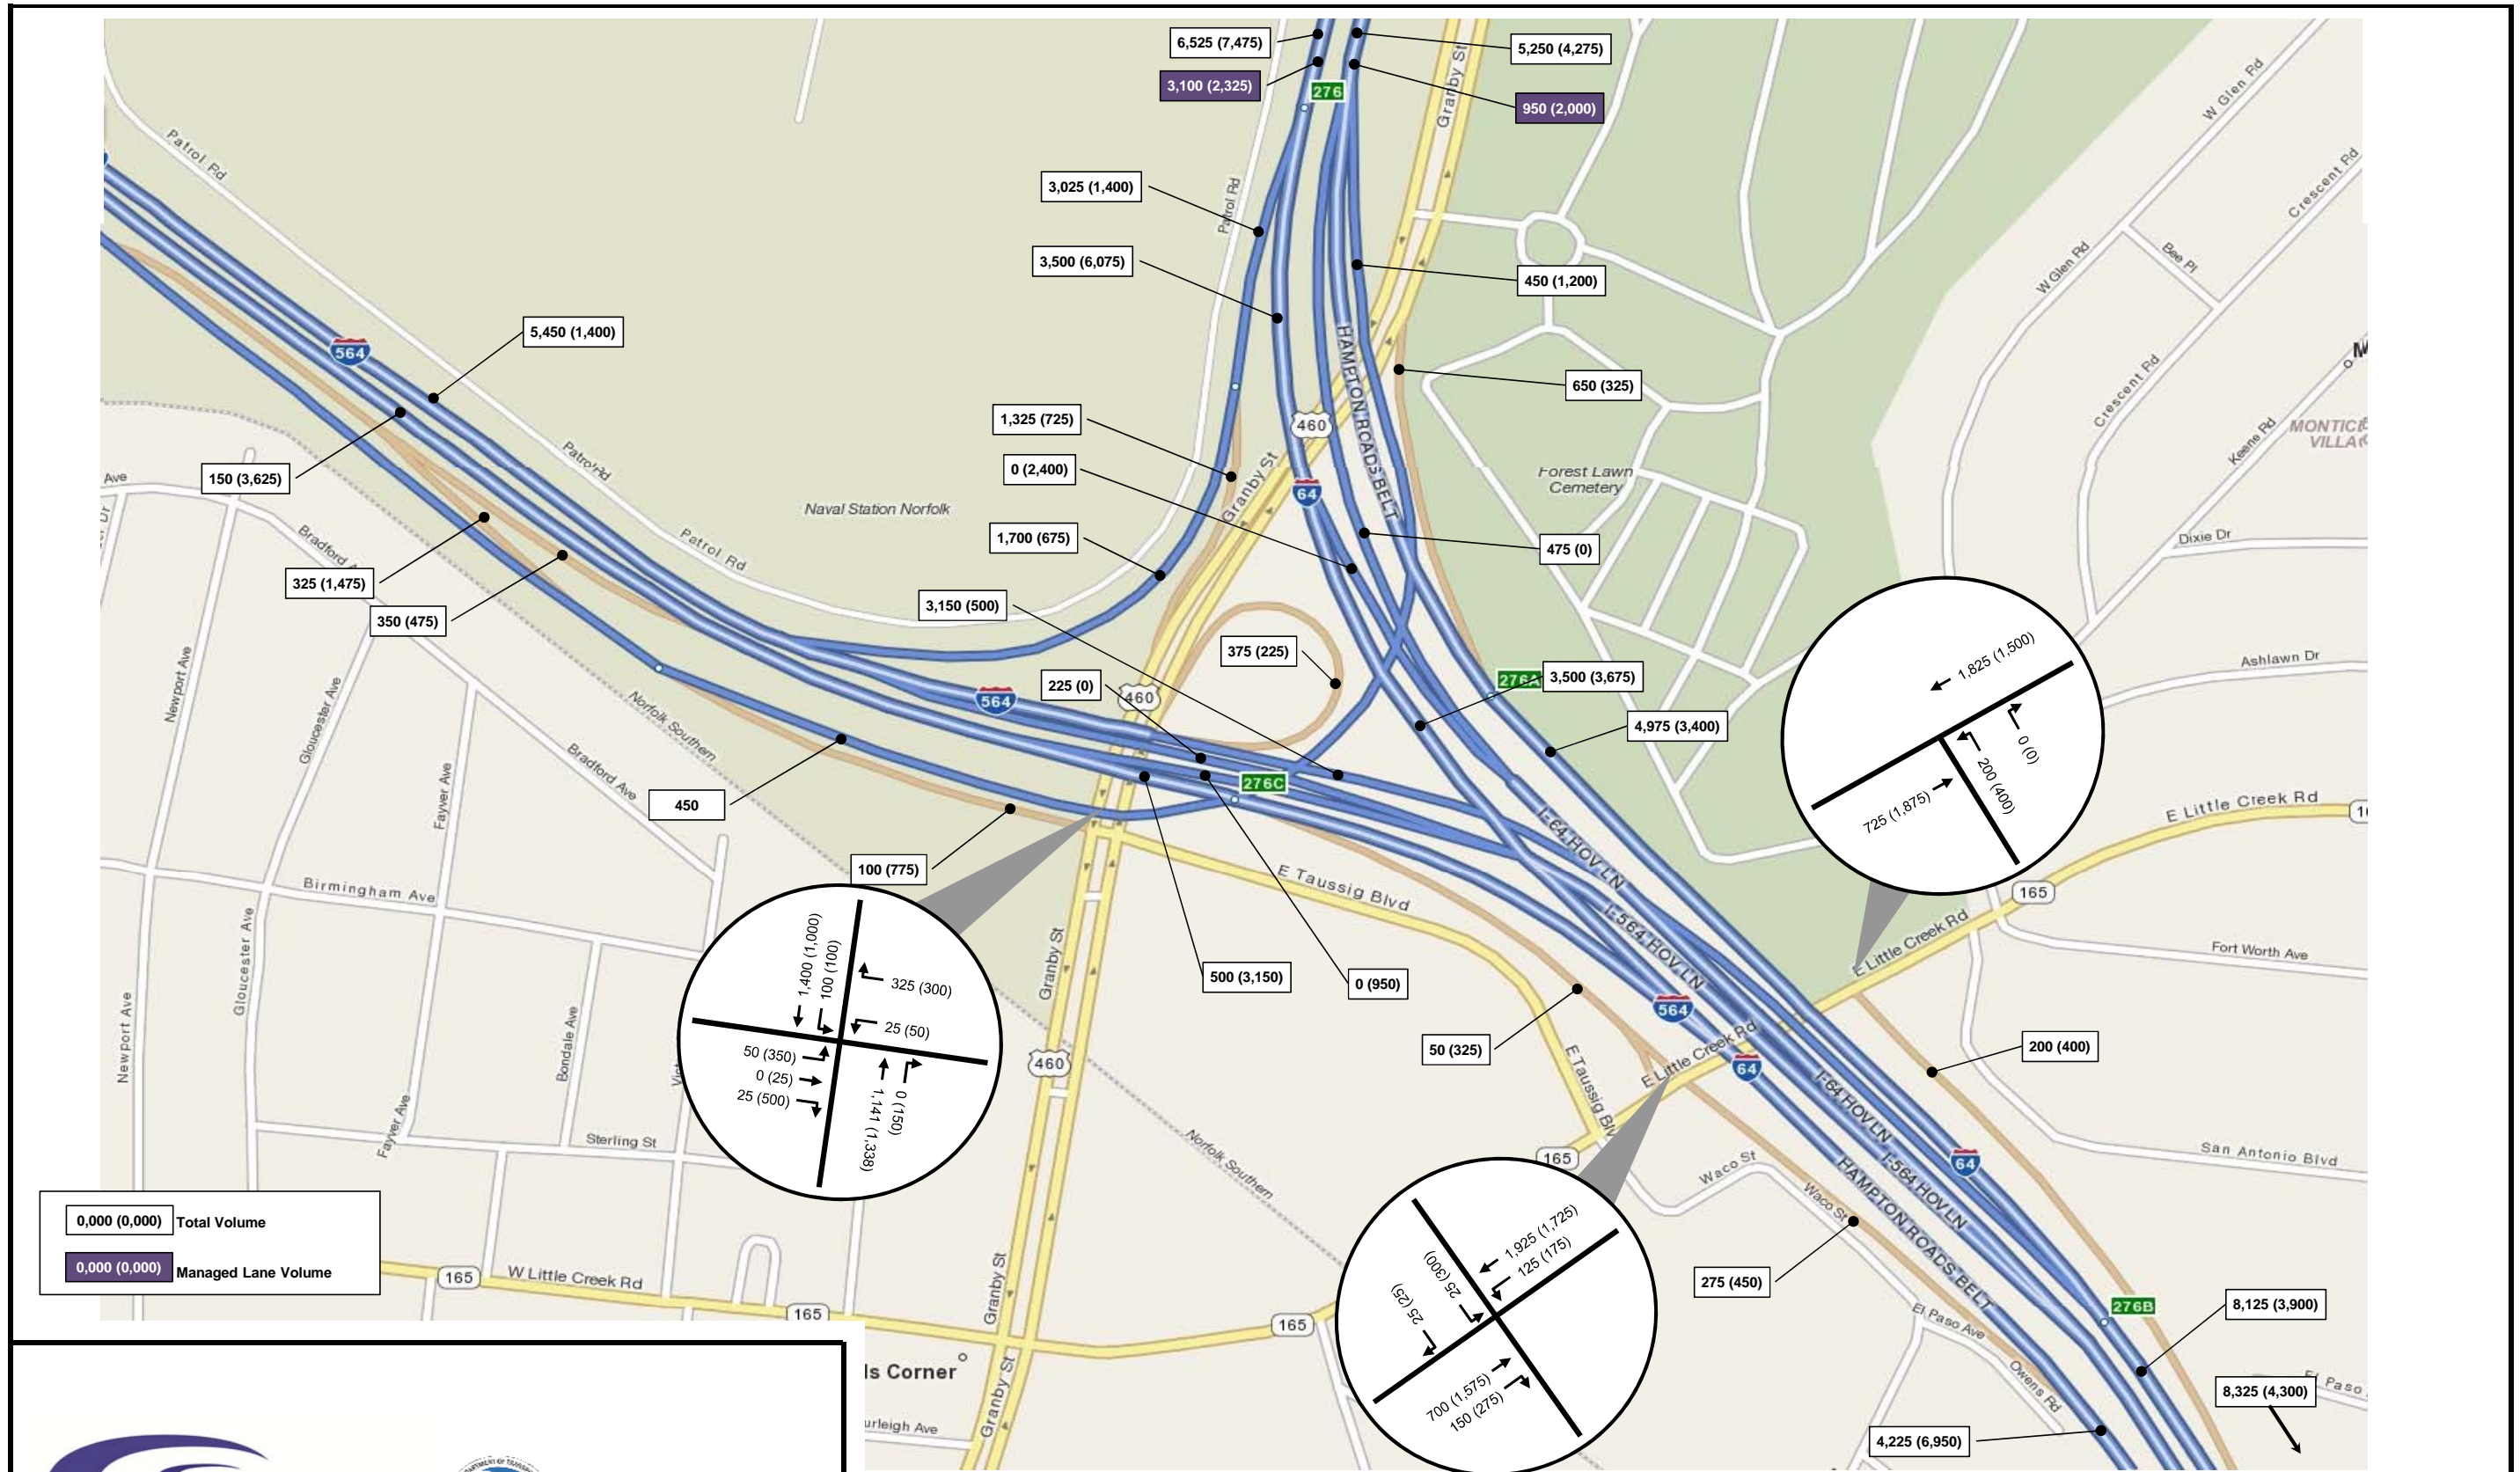 6,525 (7,475)
5,250 (4,275)
3,100 (2,325)
276
950 (2,000)
Granby St
W Glen Rd
Patrol Rd
3,025 (1,400)
Patrol Rd
Crescent Rd
3,500 (6,075)
450 (1,200)
W Glen Rd
Bee Pl
5,450 (1,400)
564
HAMPTON ROADS BELT
650 (325)
Crescent Rd
Keene Rd
1,325 (725)
460
MONTICE
VILLA
0 (2,400)
Granby St
64
Forest Lawn
Cemetery
150 (3,625)
Ave
Patrol Rd
Naval Station Norfolk
1,700 (675)
475 (0)
Dixie Dr
Patrol Rd
Bradford
325 (1,475)
350 (475)
3,150 (500)
375 (225)
225 (0)
460
564
276A
3,500 (3,675)
4,975 (3,400)
Ashlawn Dr
1,825 (1,500)
0 (0)
200 (400)
725 (1,875)
Newport Ave
Gloucester Ave
Norfolk Southern
Bradford Ave
Fayver Ave
276C
450
100 (775)
E Little Creek Rd
I-64 HOV LN
E Taussig Blvd
Birmingham Ave
165
Gloucester Ave
Granby St
I-564 HOV LN
E Little Creek Rd
Fort Worth Ave
1,400 (1,000)
100 (100)
325 (300)
25 (50)
50 (350)
0 (25)
25 (500)
1,141 (1,338)
0 (150)
500 (3,150)
0 (950)
564
50 (325)
E Little Creek Rd
64
200 (400)
Newport Ave
Bondale Ave
460
E Taussig Blv
I-64 HOV LN
Fayver Ave
Sterling St
Norfolk Southern
165
Waco St
64
San Antonio Blvd
I-564 HOV LN
HAMPTON ROADS BELT
Waco St
0,000 (0,000) Total Volume
0,000 (0,000) Managed Lane Volume
165
W Little Creek Rd
165
Granby St
165
1,925 (1,725)
125 (175)
25 (300)
25 (25)
700 (1,575)
150 (275)
275 (450)
276B
8,125 (3,900)
El Paso Ave
Owens Rd
ls Corner
Granby St
urleigh Ave
8,325 (4,300)
El Paso
4,225 (6,950)